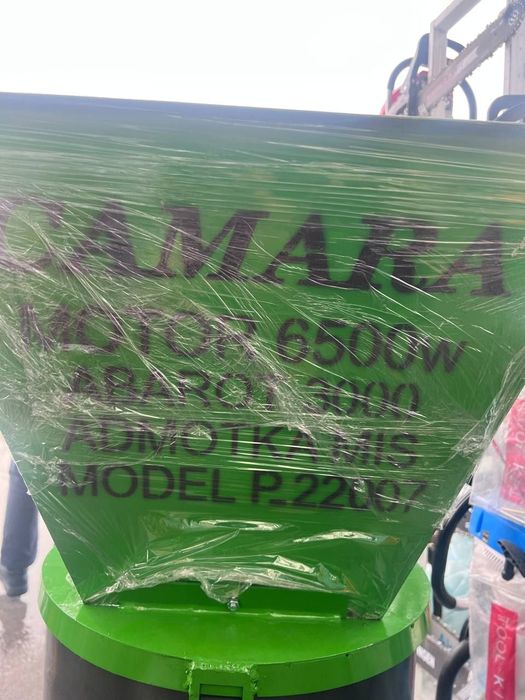 CAMARA
MOTOR 6500w
ABAROT 3000
ADMOTKA MIS
MODEL P-22007